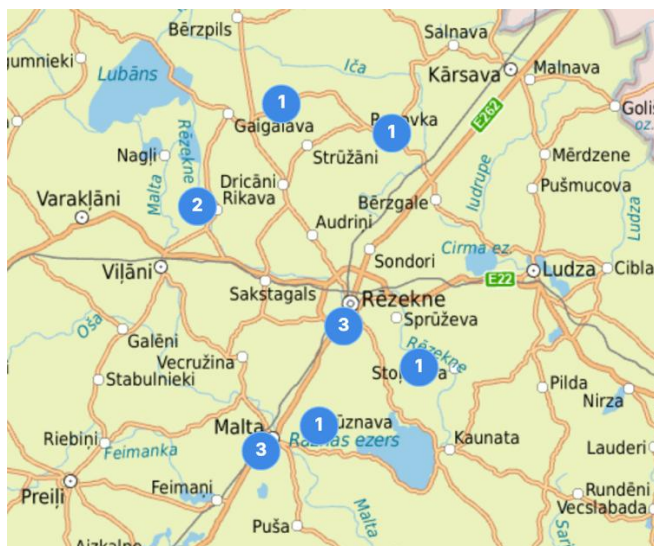 Bērzpils
Salnava
gumnieki
Lubāns
Iča
Kārsava
Malnava
1
Golis
oz.
E262
Gaigalava
1
Rēzekne
Nagļi
Strūžāni
Mērdzene
Malta
Dricāni
Iudrupe
Pušmucova
Varakļāni
2
Rikava
Bērzgale
Ludza
Audriņi
Cirma ez.
Sondori
Viļāni
E22
Ludza
Cibla
Sakstagals
Rēzekne
Oša
3
Sprūževa
Galēni
Vecružina
Rēzekne
Stabulnieki
1
Pilda
Nirza
Malta
1
ūznava
Riebiņi
Feimanka
3
Rāznas ezers
Kaunata
Lauderi
Preiļi
Feimaņi
Rundēni
Vecslabada
Puša
Malta